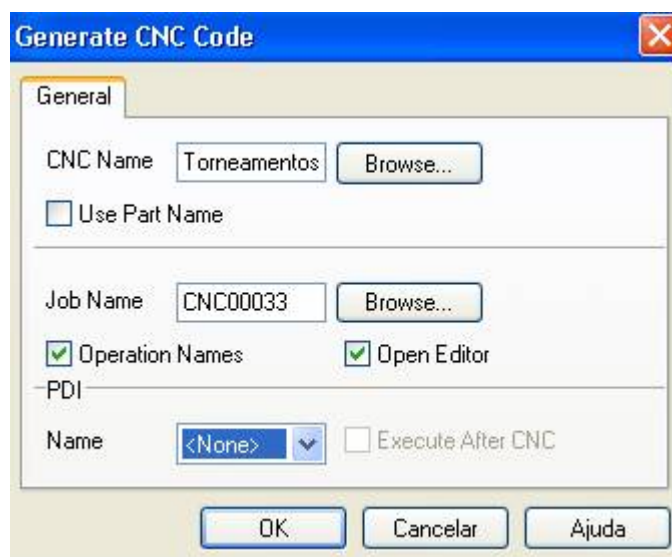 Generate CNC Code
General
CNC Name Torneamentos Browse...
Use Part Name
Job Name CNC00033 Browse...
Operation Names Open Editor
PDI
Name <None> Execute After CNC
OK Cancelar Ajuda